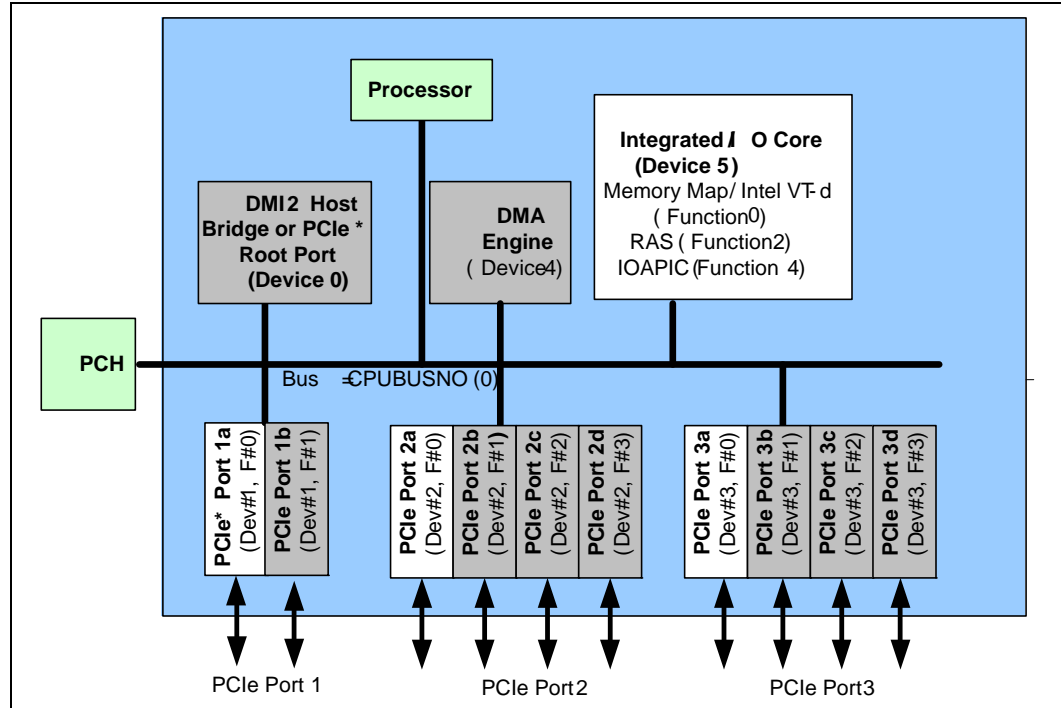 Processor
Integrated I/ O Core
(Device 5)
Memory Map/ Intel VT-d
( Function0)
RAS ( Function2)
IOAPIC (Function 4)
DMI2 Host
Bridge or PCIe *
Root Port
(Device 0)
DMA
Engine
( Device4)
PCH
Bus =CPUBUSNO (0)
PCIe* Port 1a
(Dev#1, F#0)
PCIe Port 1b
(Dev#1, F#1)
PCIe Port 2a
(Dev#2, F#0)
PCIe Port 2b
(Dev#2, F#1)
PCIe Port 2c
(Dev#2, F#2)
PCIe Port 2d
(Dev#2, F#3)
PCIe Port 3a
(Dev#3, F#0)
PCIe Port 3b
(Dev#3, F#1)
PCIe Port 3c
(Dev#3, F#2)
PCIe Port 3d
(Dev#3, F#3)
PCIe Port 1
PCIe Port2
PCIe Port3